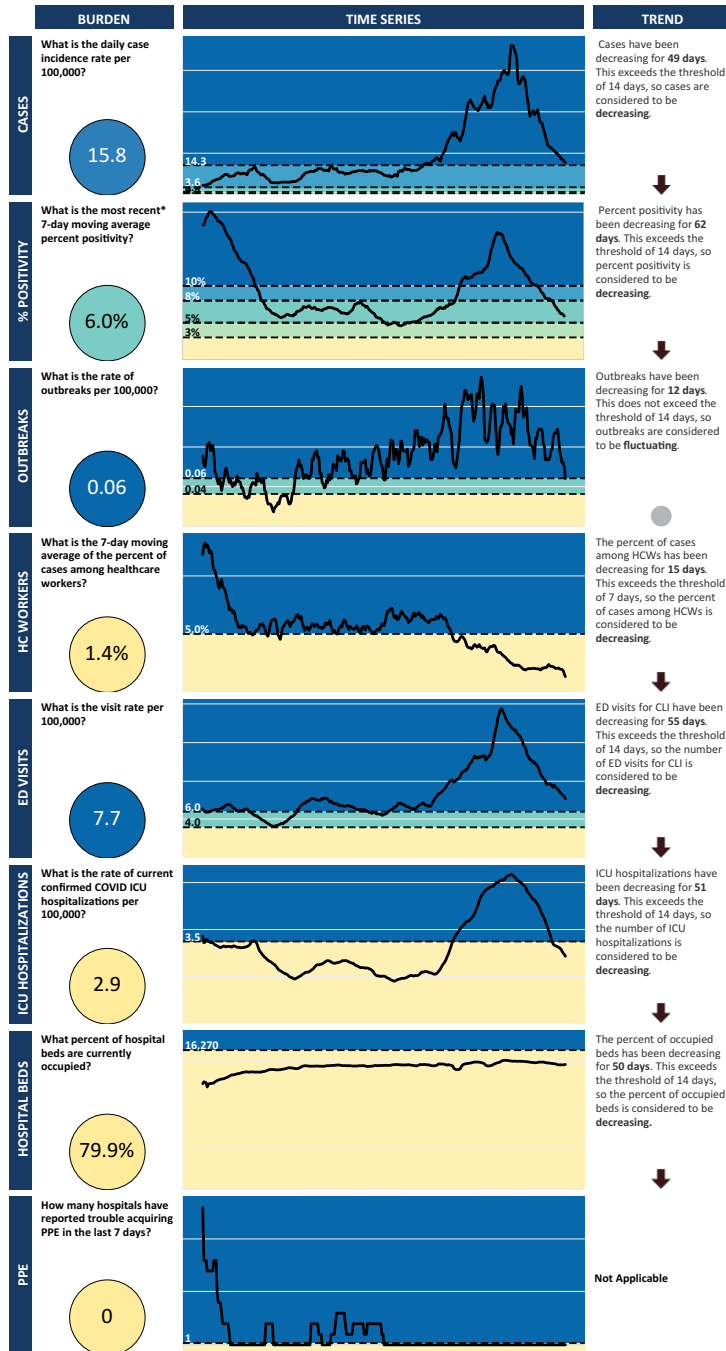 BURDEN
TIME SERIES
TREND
CASES
What is the daily case
incidence rate per
100,000?
15.8
14.3
3.6
Cases have been
decreasing for 49 days.
This exceeds the threshold
of 14 days, so cases are
considered to be
decreasing.
% POSITIVITY
What is the most recent*
7-day moving average
percent positivity?
6.0%
10%
8%
5%
3%
Percent positivity has
been decreasing for 62
days. This exceeds the
threshold of 14 days, so
percent positivity is
considered to be
decreasing.
OUTBREAKS
What is the rate of
outbreaks per 100,000?
0.06
0.06
0.04
Outbreaks have been
decreasing for 12 days.
This does not exceed the
threshold of 14 days, so
outbreaks are considered
to be fluctuating.
HC WORKERS
What is the 7-day moving
average of the percent of
cases among healthcare
workers?
1.4%
5.0%
The percent of cases
among HCWs has been
decreasing for 15 days.
This exceeds the threshold
of 7 days, so the percent
of cases among HCWs is
considered to be
decreasing.
ED VISITS
What is the visit rate per
100,000?
7.7
6.0
4.0
ED visits for CLI have been
decreasing for 55 days.
This exceeds the threshold
of 14 days, so the number
of ED visits for CLI is
considered to be
decreasing.
ICU HOSPITALIZATIONS
What is the rate of current
confirmed COVID ICU
hospitalizations per
100,000?
2.9
3.5
ICU hospitalizations have
been decreasing for 51
days. This exceeds the
threshold of 14 days, so
the number of ICU
hospitalizations is
considered to be
decreasing.
HOSPITAL BEDS
What percent of hospital
beds are currently
occupied?
79.9%
16,270
The percent of occupied
beds has been decreasing
for 50 days. This exceeds
the threshold of 14 days,
so the percent of occupied
beds is considered to be
decreasing.
PPE
How many hospitals have
reported trouble acquiring
PPE in the last 7 days?
0
1
Not Applicable